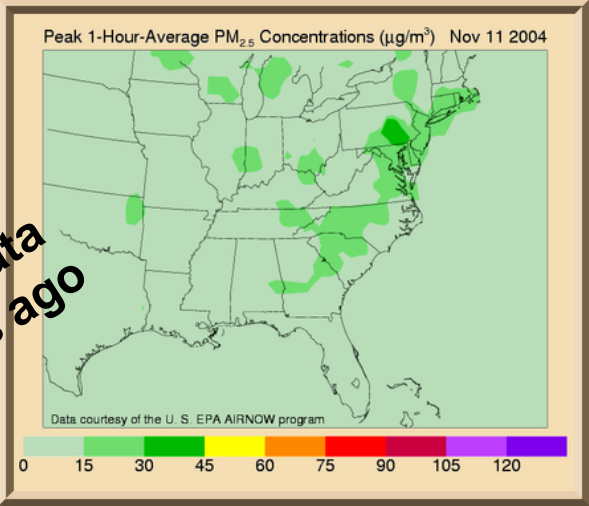 Peak 1-Hour-Average PM2.5 Concentrations (μg/m³) Nov 11 2004
ago
Data courtesy of the U. S. EPA AIRNOW program
0 15 30 45 60 75 90 105 120